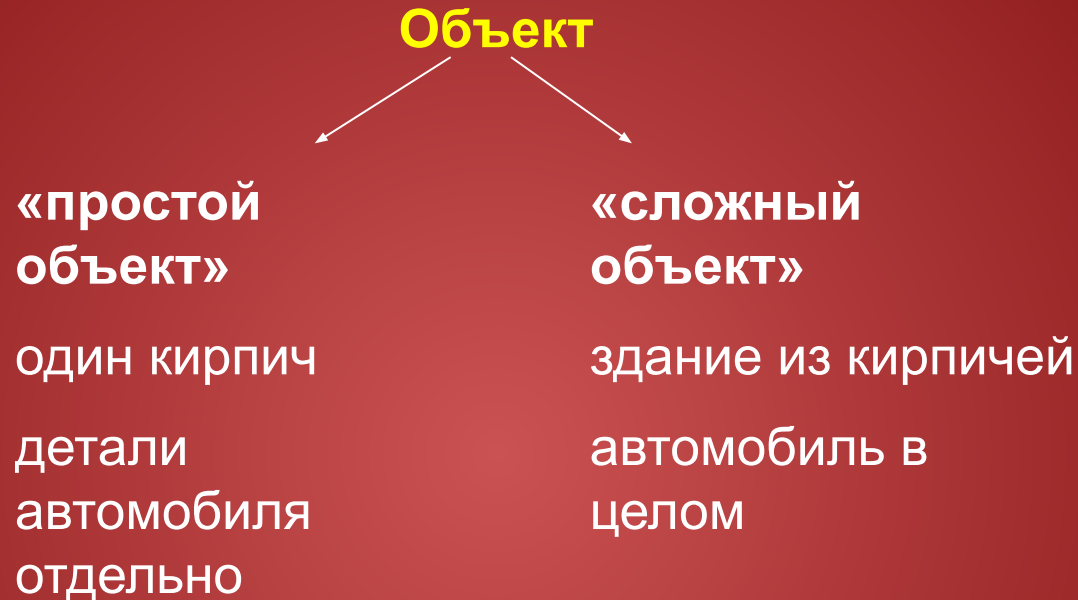 Объект
«простой
объект»
один кирпич
детали
автомобиля
отдельно
«сложный
объект»
здание из кирпичей
автомобиль в
целом